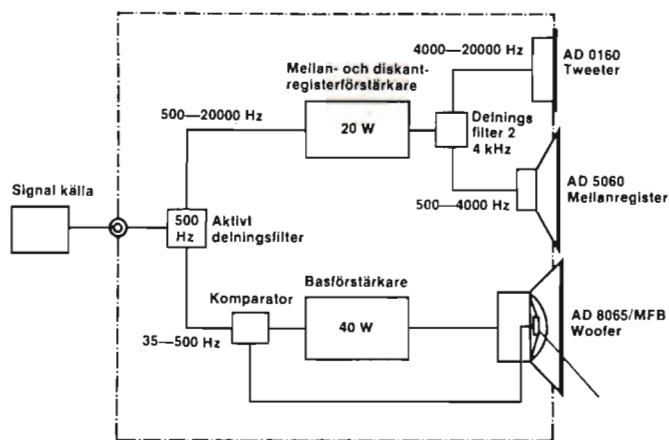 4000—20000 Hz
AD 0160
Tweeter
Mellan- och diskant-
registerförstärkare
500—20000 Hz
20 W
Delnings
filter 2
4 kHz
Signal källa
500
Hz
Aktivt
delningsfilter
500—4000 Hz
AD 5060
Mellanregister
Komparator
Basförstärkare
40 W
35—500 Hz
AD 8065/MFB
Woofer